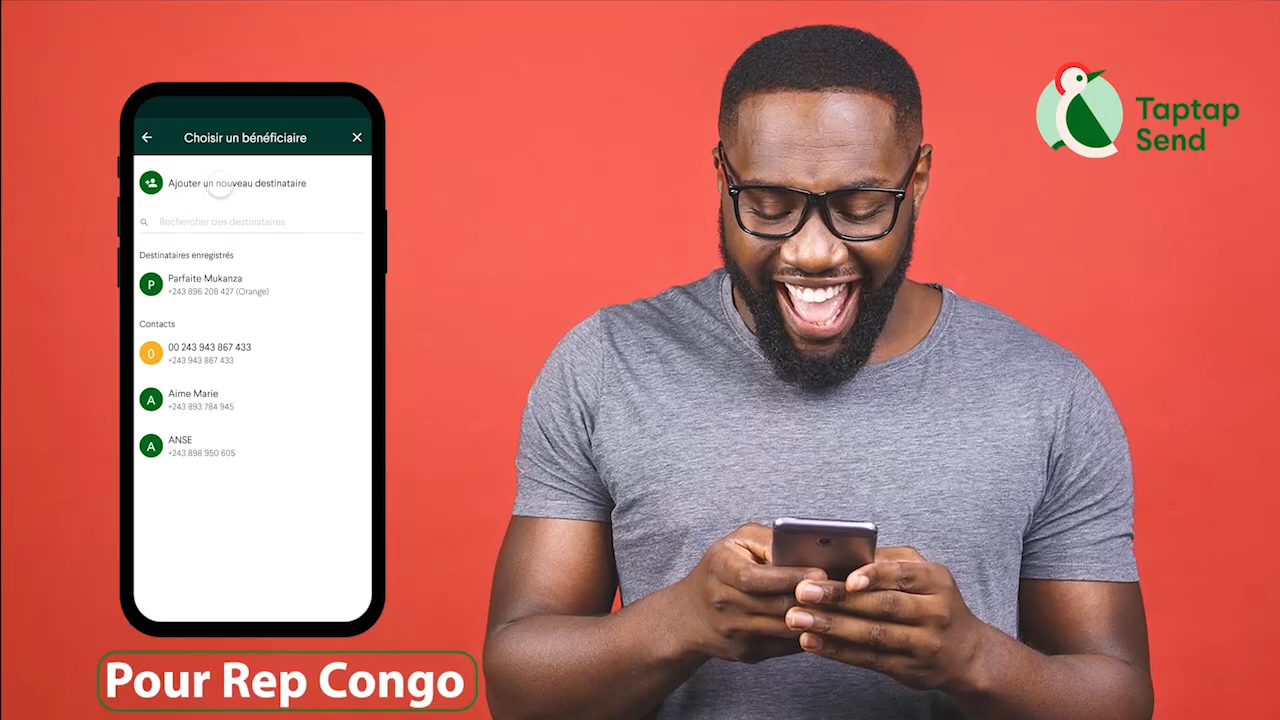 Choisir un bénéficiaire
Ajouter un nouveau destinataire
Rechercher des destinataires
Destinataires enregistrés
P
Parfaite Mukanza
+243 896 208 427 (Orange)
Contacts
0
00 243 943 867 433
+243 943 867 433
A
Aime Marie
+243 893 784 945
A
ANSE
+243 898 950 605
Pour Rep Congo
Taptap
Send